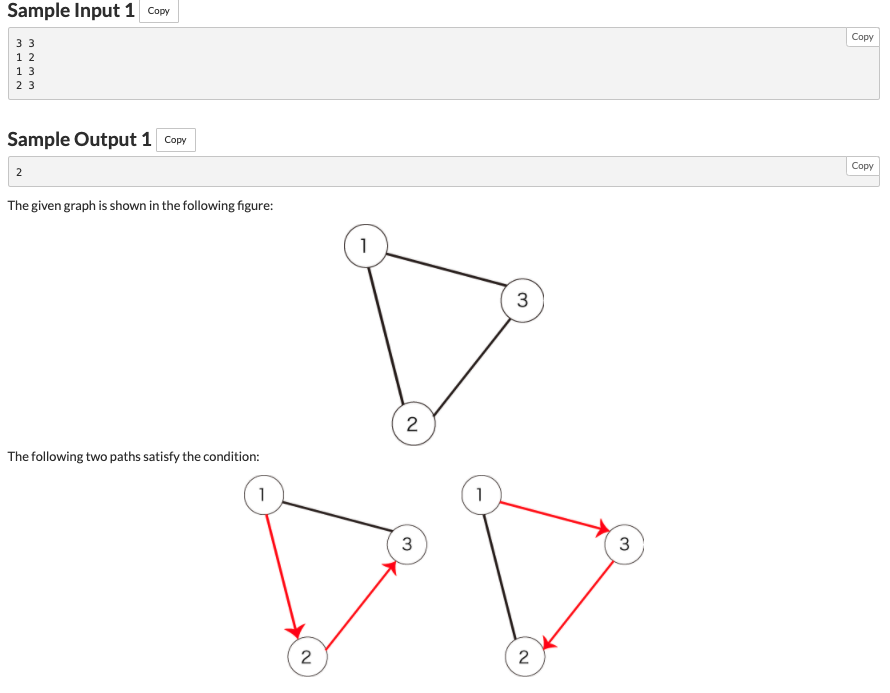 Sample Input 1 Copy
Copy
3 3
1 2
1 3
2 3
Sample Output 1 Copy
Copy
2
The given graph is shown in the following figure:
1
3
2
The following two paths satisfy the condition:
1 1
3 3
2 2